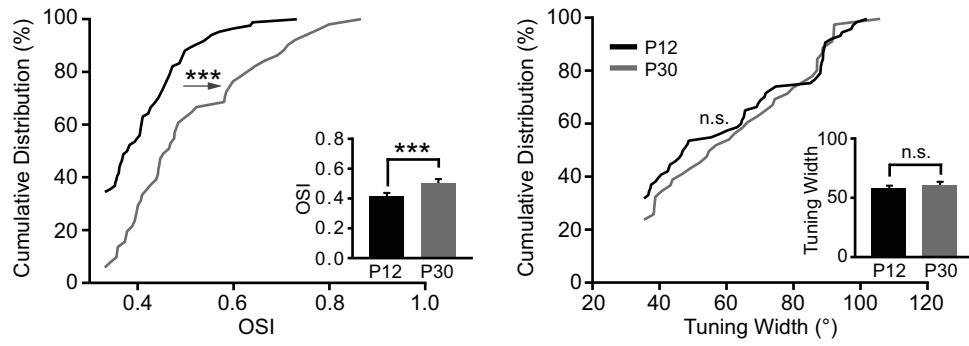 Cumulative Distribution (%)
100
80
60
40
20
0
***
0.4
0.6
0.8
1.0
OSI
OSI
0.8
0.6
0.4
0.2
0.0
***
P12
P30
Cumulative Distribution (%)
100
80
60
40
20
0
P12
P30
n.s.
20
40
60
80
100
120
Tuning Width (°)
Tuning Width
100
50
0
n.s.
P12
P30